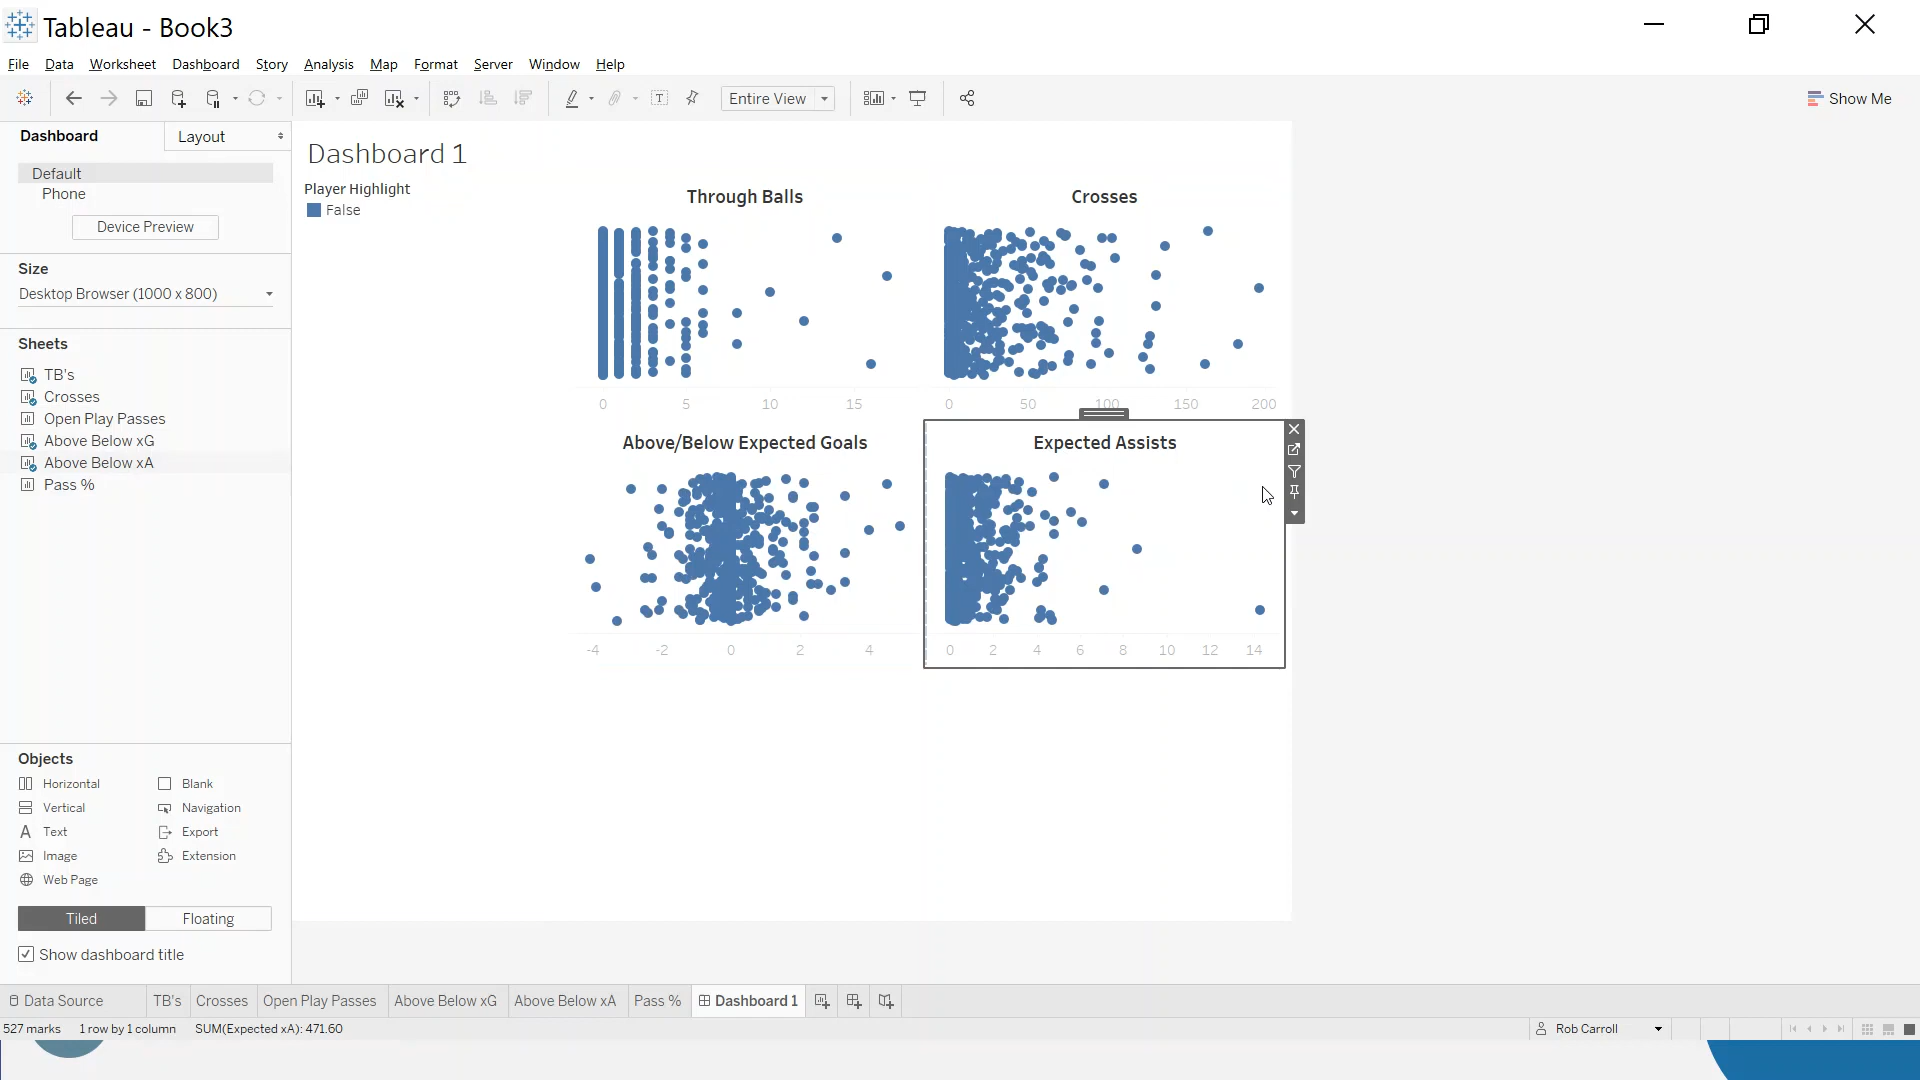 Tableau - Book3
File Data Worksheet Dashboard Story Analysis Map Format Server Window Help
Entire View
Show Me
Dashboard Layout
Default
Phone
Device Preview
Size
Desktop Browser (1000 x 800)
Sheets
TB's
Crosses
Open Play Passes
Above Below xG
Above Below xA
Pass %
Objects
Horizontal Blank
Vertical Navigation
A Text Export
Image Extension
Web Page
Tiled Floating
Show dashboard title
Dashboard 1
Player Highlight
False
Through Balls
0 5 10 15
Crosses
0 50 100 150 200
Above/Below Expected Goals
-4 -2 0 2 4
Expected Assists
0 2 4 6 8 10 12 14
Data Source TB's Crosses Open Play Passes Above Below xG Above Below xA Pass % Dashboard 1
527 marks 1 row by 1 column SUM(Expected xA): 471.60
Rob Carroll